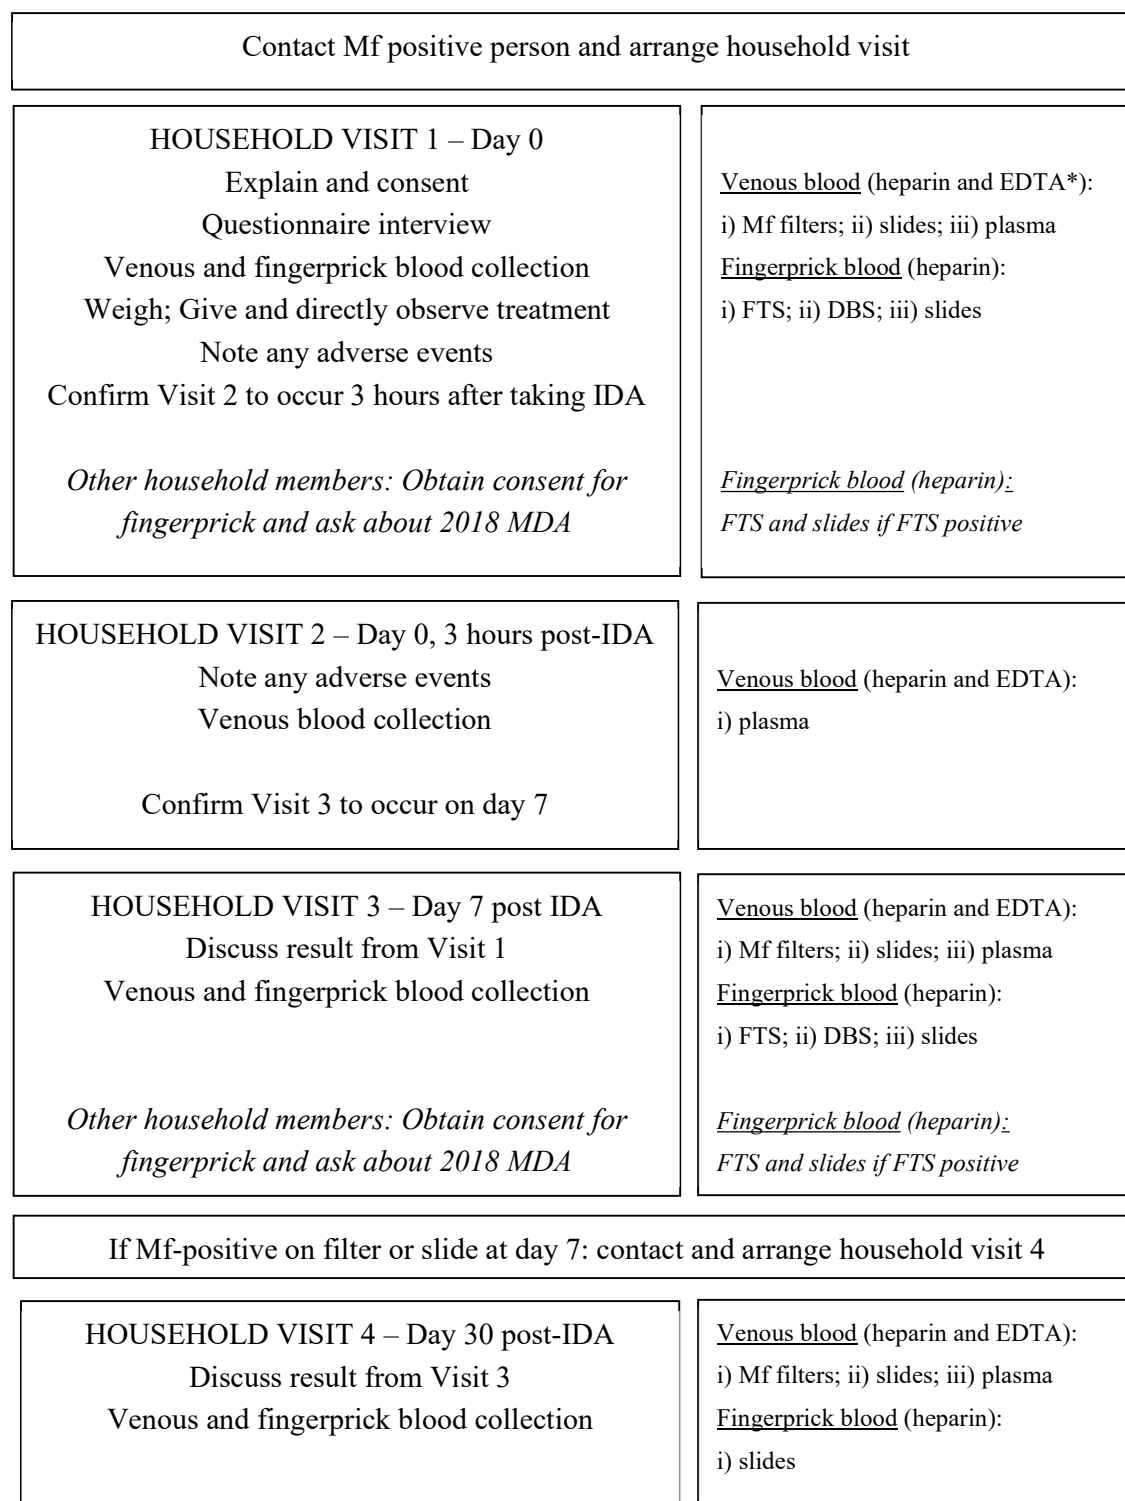 Contact Mf positive person and arrange household visit
HOUSEHOLD VISIT 1 – Day 0
Explain and consent
Questionnaire interview
Venous and fingerprick blood collection
Weigh; Give and directly observe treatment
Note any adverse events
Confirm Visit 2 to occur 3 hours after taking IDA
Other household members: Obtain consent for
fingerprick and ask about 2018 MDA
Venous blood (heparin and EDTA*):
i) Mf filters; ii) slides; iii) plasma
Fingerprick blood (heparin):
i) FTS; ii) DBS; iii) slides
Fingerprick blood (heparin):
FTS and slides if FTS positive
HOUSEHOLD VISIT 2 – Day 0, 3 hours post-IDA
Note any adverse events
Venous blood collection
Confirm Visit 3 to occur on day 7
Venous blood (heparin and EDTA):
i) plasma
HOUSEHOLD VISIT 3 – Day 7 post IDA
Discuss result from Visit 1
Venous and fingerprick blood collection
Other household members: Obtain consent for
fingerprick and ask about 2018 MDA
Venous blood (heparin and EDTA):
i) Mf filters; ii) slides; iii) plasma
Fingerprick blood (heparin):
i) FTS; ii) DBS; iii) slides
Fingerprick blood (heparin):
FTS and slides if FTS positive
If Mf-positive on filter or slide at day 7: contact and arrange household visit 4
HOUSEHOLD VISIT 4 – Day 30 post-IDA
Discuss result from Visit 3
Venous and fingerprick blood collection
Venous blood (heparin and EDTA):
i) Mf filters; ii) slides; iii) plasma
Fingerprick blood (heparin):
i) slides